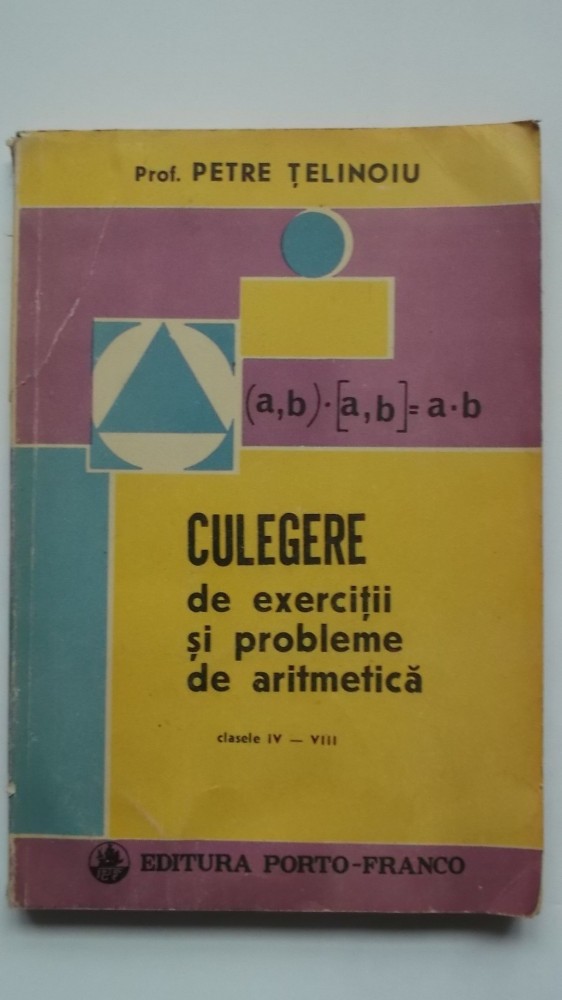 Prof. PETRE ȚELINOIU
(a,b)·[a,b]=a·b
CULEGERE
de exerciții
și probleme
de aritmetică
clasele IV – VIII
EDITURA PORTO-FRANCO